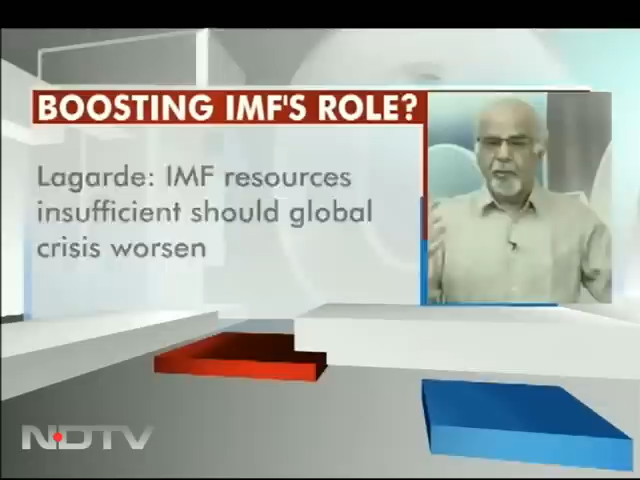 BOOSTING IMF'S ROLE?
Lagarde: IMF resources
insufficient should global
crisis worsen
NDTV